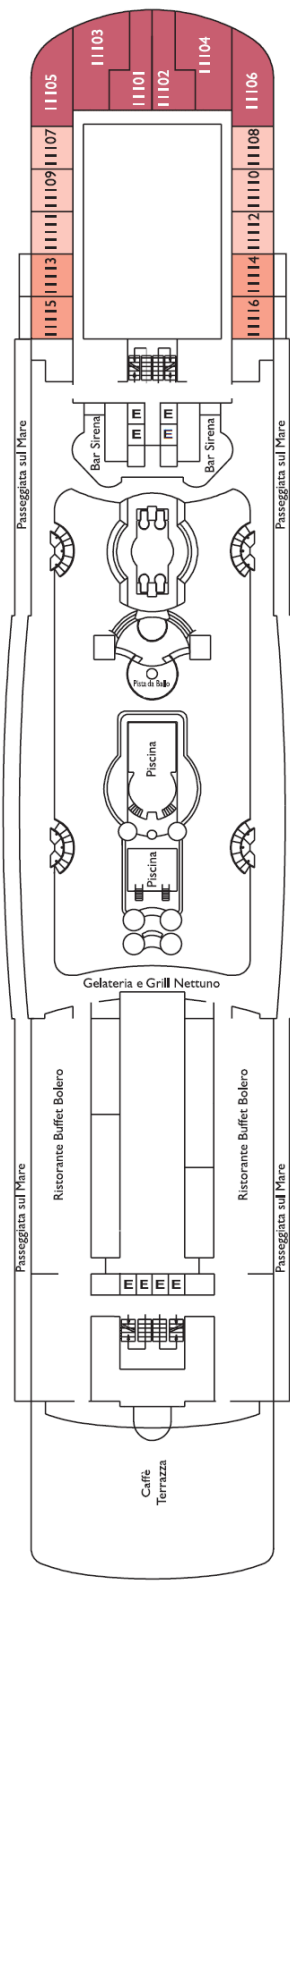 11105
11103
11101
11102
11104
11106
11107
11108
11109
11110
11111
11112
11113
11114
11115
11116
Passeggiata sul Mare
Bar Sirena
E
E
E
E
Bar Sirena
Passeggiata sul Mare
Pista da Ballo
Piscina
Piscina
Gelateria e Grill Nettuno
Passeggiata sul Mare
Ristorante Buffet Bolero
Ristorante Buffet Bolero
Passeggiata sul Mare
E E E E
Caffè
Terrazza